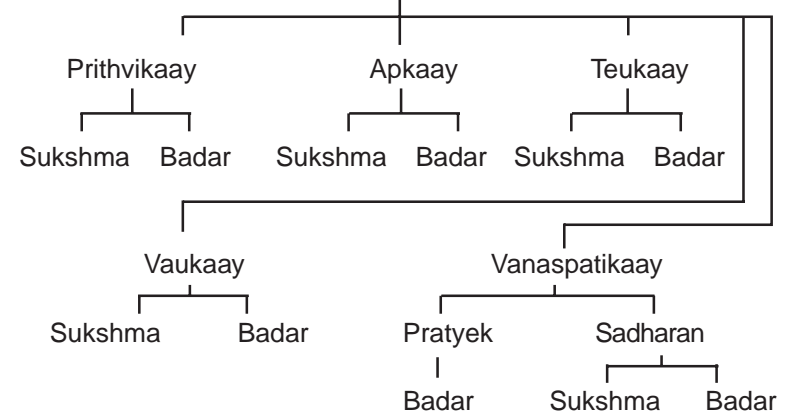 Prithvikaay Apkaay Teukaay
Sukshma Badar Sukshma Badar Sukshma Badar
Vaukaay Vanaspatikaay
Sukshma Badar Pratyek Sadharan
Badar Sukshma Badar